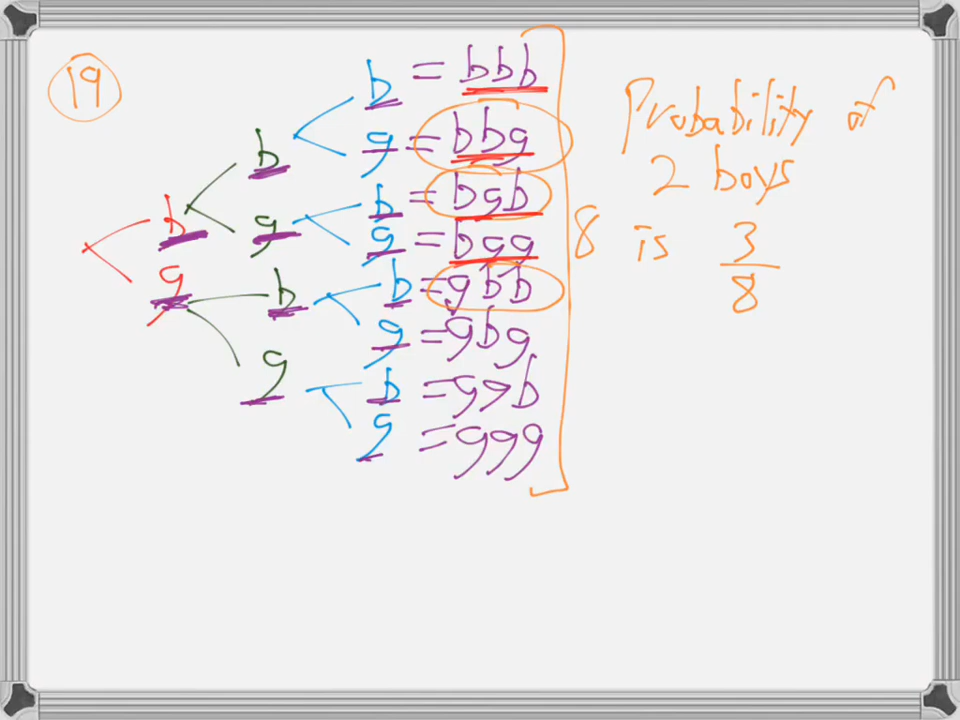 19
b = bbb
b
g = bbg
b
b = bgb
g
g = bgg
g
b
b = gbb
g = gbg
g
b = ggb
g = ggg
8
Probability of
2 boys
is 3/8